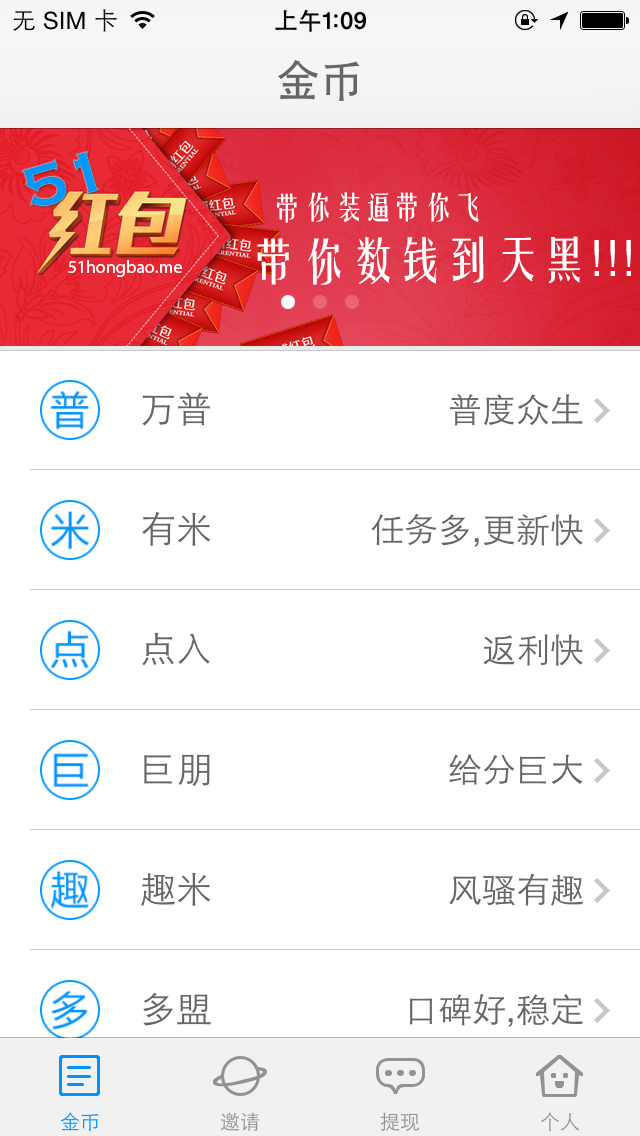 无 SIM 卡 上午1:09
金币
51
红包
51hongbao.me
带你装逼带你飞
带你数钱到天黑!!!
普 万普 普度众生
米 有米 任务多,更新快
点 点入 返利快
巨 巨朋 给分巨大
趣 趣米 风骚有趣
多 多盟 口碑好,稳定
金币 邀请 提现 个人